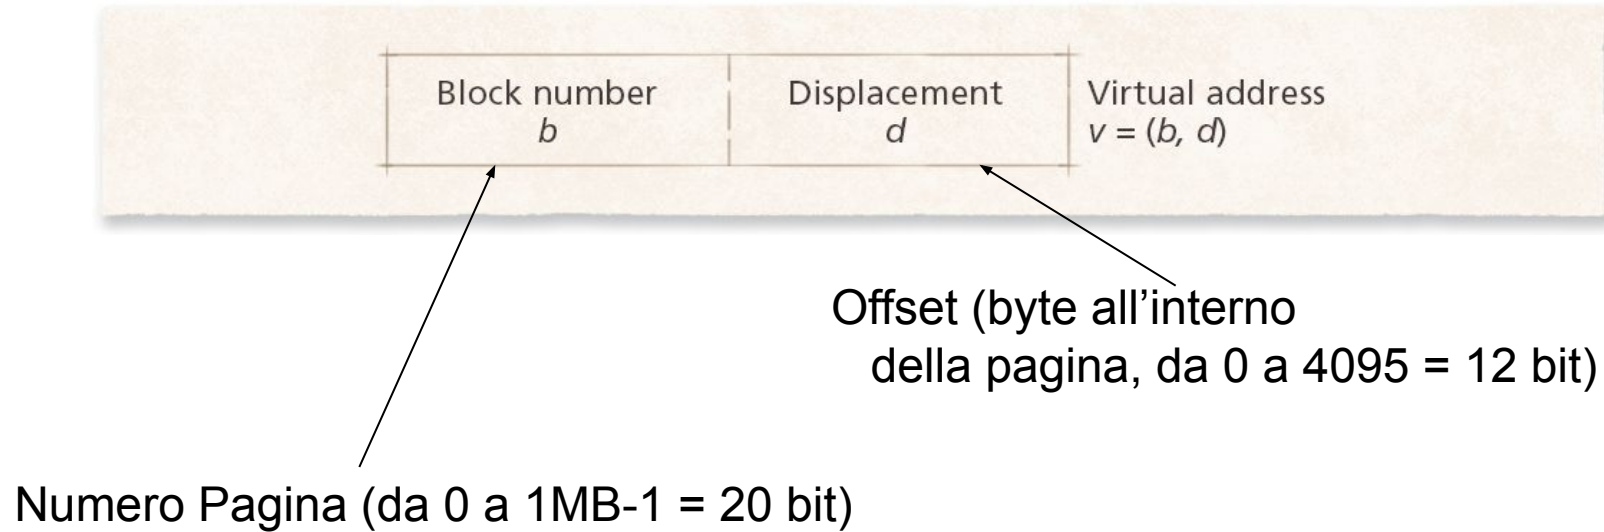 Block number
b
Displacement
d
Virtual address
v = (b, d)
Offset (byte all’interno
della pagina, da 0 a 4095 = 12 bit)
Numero Pagina (da 0 a 1MB-1 = 20 bit)